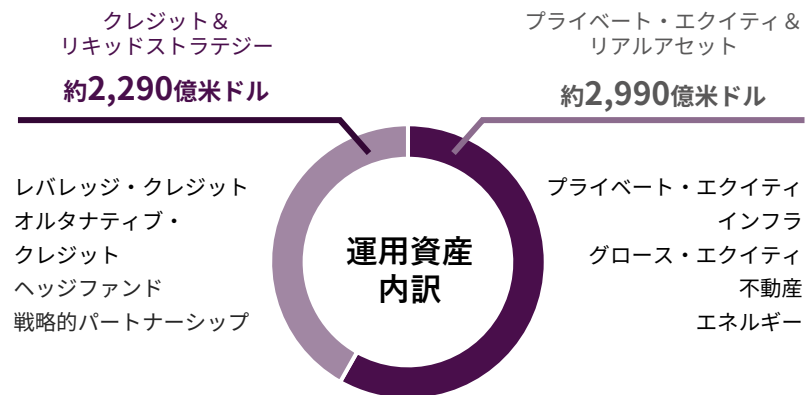 クレジット＆
リキッドストラテジー
約2,290億米ドル
プライベート・エクイティ＆
リアルアセット
約2,990億米ドル
レバレッジ・クレジット
オルタナティブ・
クレジット
ヘッジファンド
戦略的パートナーシップ
運用資産
内訳
プライベート・エクイティ
インフラ
グロース・エクイティ
不動産
エネルギー